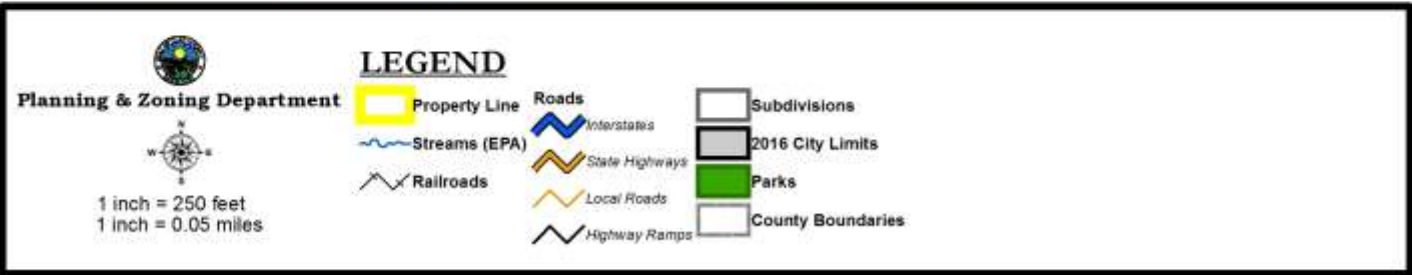 Planning & Zoning Department
N
W
E
S
1 inch = 250 feet
1 inch = 0.05 miles
LEGEND
Property Line
Streams (EPA)
Railroads
Roads
Interstates
State Highways
Local Roads
Highway Ramps
Subdivisions
2016 City Limits
Parks
County Boundaries